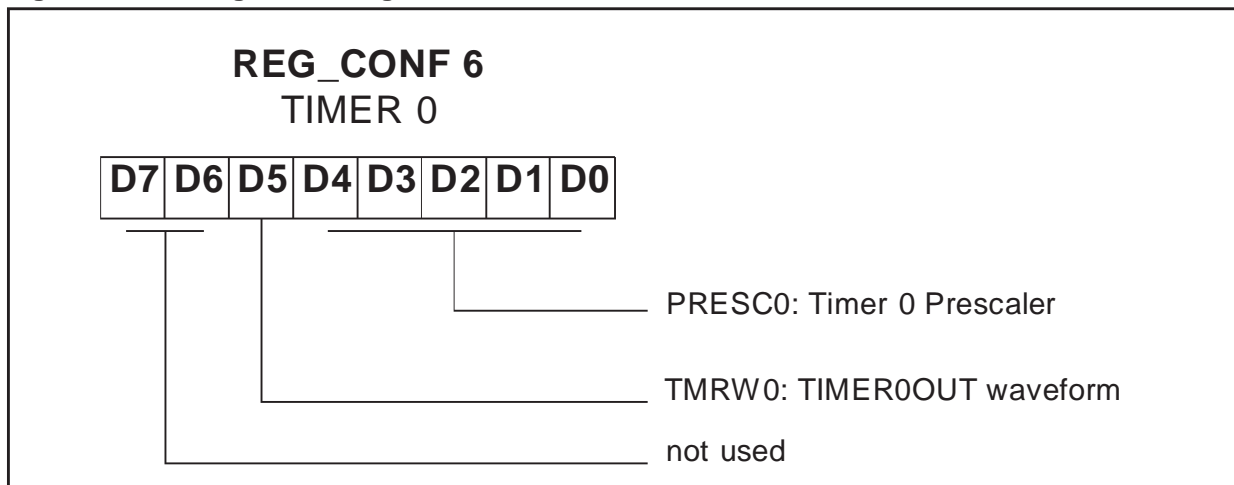 REG_CONF 6
TIMER 0
D7 D6 D5 D4 D3 D2 D1 D0
PRESC0: Timer 0 Prescaler
TMRW0: TIMER0OUT waveform
not used